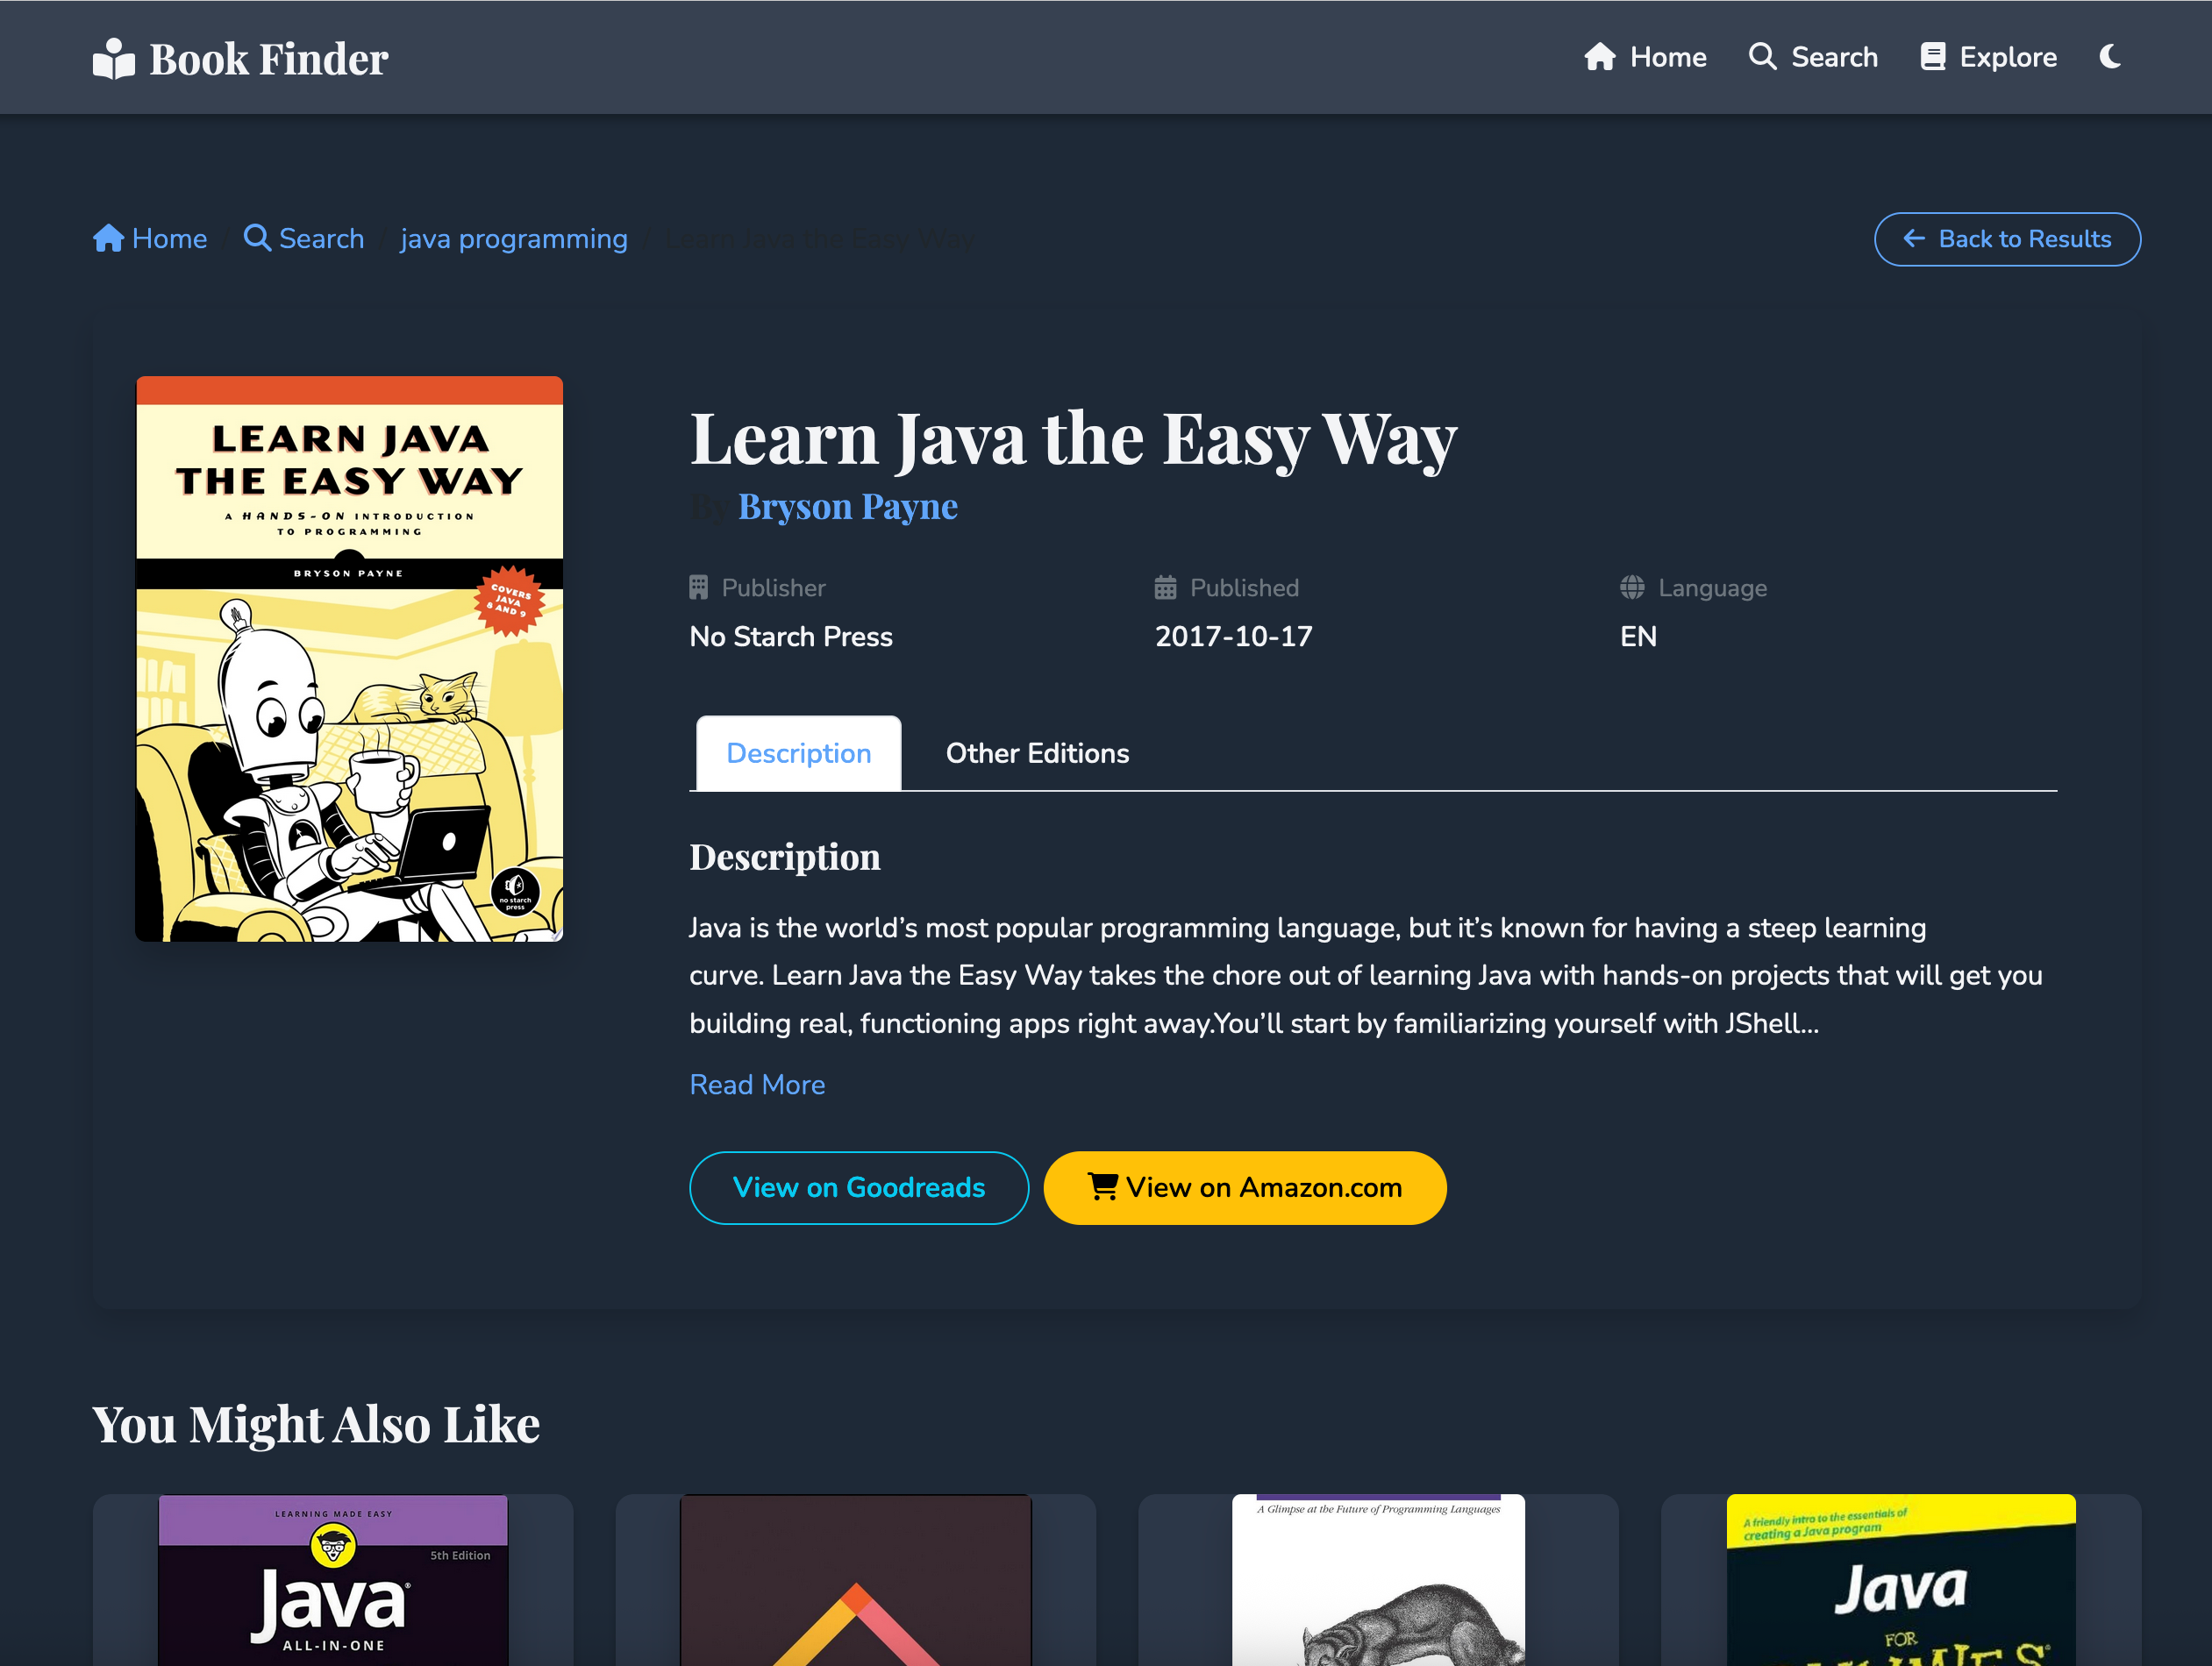 Book Finder
Home Search Explore
Home / Search / java programming / Learn Java the Easy Way
Back to Results
LEARN JAVA
THE EASY WAY
A HANDS-ON INTRODUCTION
TO PROGRAMMING
BRYSON PAYNE
COVERS
JAVA
8 AND 9
no starch
press
Learn Java the Easy Way
By Bryson Payne
Publisher
No Starch Press
Published
2017-10-17
Language
EN
Description
Other Editions
Description
Java is the world’s most popular programming language, but it’s known for having a steep learning
curve. Learn Java the Easy Way takes the chore out of learning Java with hands-on projects that will get you
building real, functioning apps right away.You’ll start by familiarizing yourself with JShell...
Read More
View on Goodreads
View on Amazon.com
You Might Also Like
LEARNING MADE EASY
5th Edition
Java®
ALL-IN-ONE
A Glimpse at the Future of Programming Languages
A friendly intro to the essentials of
creating a Java program
Java
FOR